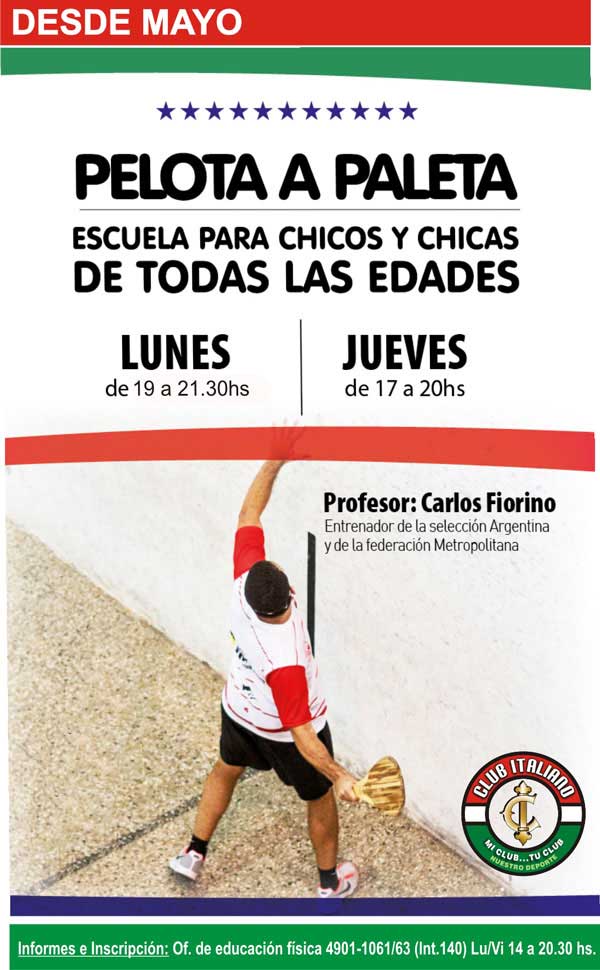 DESDE MAYO
PELOTA A PALETA
ESCUELA PARA CHICOS Y CHICAS
DE TODAS LAS EDADES
LUNES
de 19 a 21.30hs
JUEVES
de 17 a 20hs
Profesor: Carlos Fiorino
Entrenador de la selección Argentina
y de la federación Metropolitana
CLUB ITALIANO
CI
MI CLUB...TU CLUB
NUESTRO DEPORTE
Informes e Inscripción: Of. de educación física 4901-1061/63 (Int.140) Lu/Vi 14 a 20.30 hs.